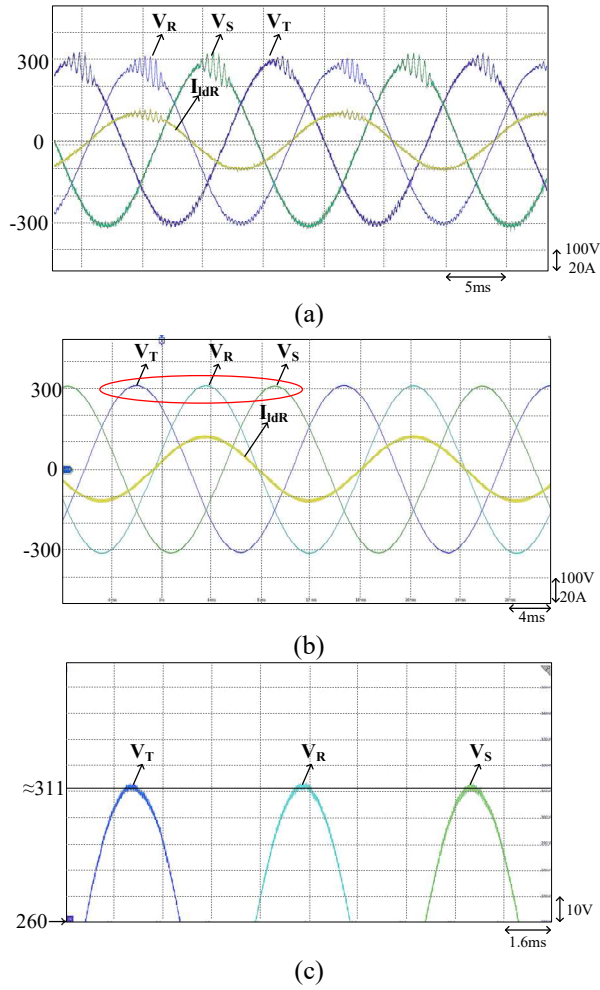 V_R V_S V_T
300
I_ldR
0
-300
100V
20A
5ms
(a)
V_T V_R V_S
300
I_ldR
0
-300
100V
20A
4ms
(b)
V_T V_R V_S
≈311
260
10V
1.6ms
(c)